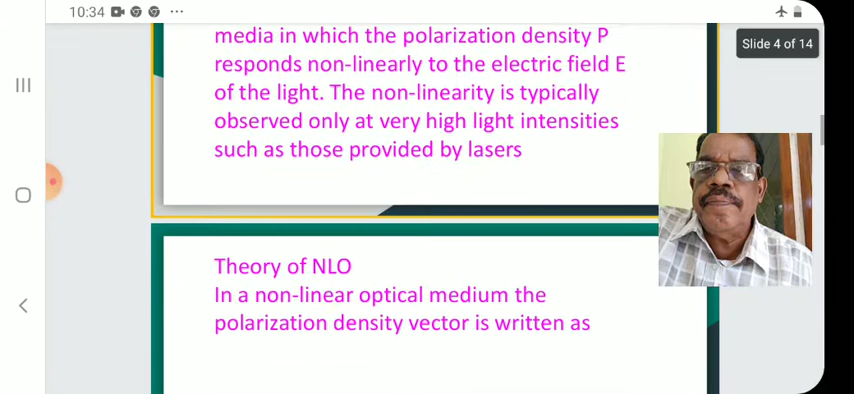 10:34
Slide 4 of 14
media in which the polarization density P
responds non-linearly to the electric field E
of the light. The non-linearity is typically
observed only at very high light intensities
such as those provided by lasers
Theory of NLO
In a non-linear optical medium the
polarization density vector is written as